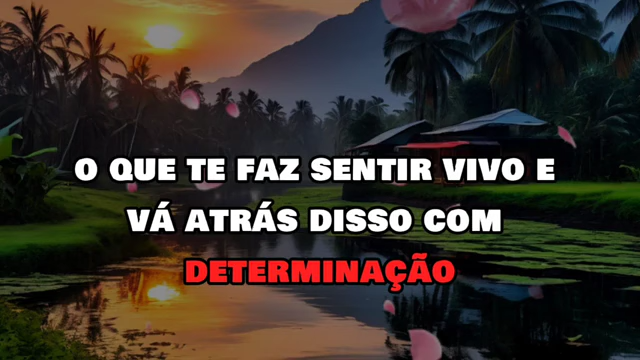 O QUE TE FAZ SENTIR VIVO E
VÁ ATRÁS DISSO COM
DETERMINAÇÃO